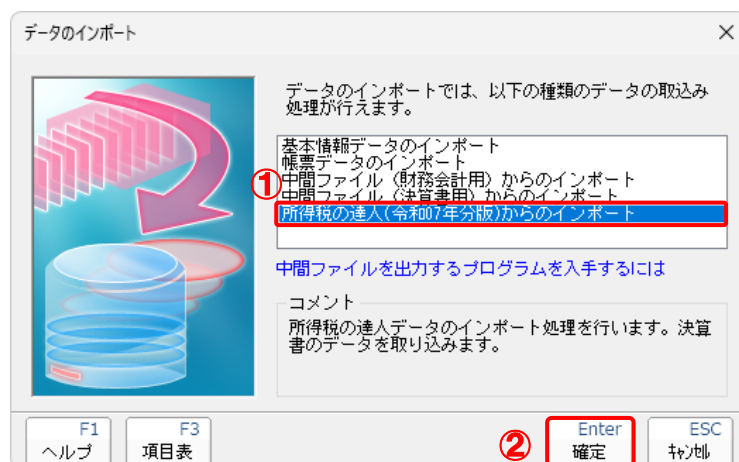 データのインポート
データのインポートでは、以下の種類のデータの取込み
処理が行えます。
基本情報データのインポート
帳票データのインポート
①
中間ファイル（財務会計用）からのインポート
中間ファイル（決算書用）からのインポート
所得税の達人(令和07年分版)からのインポート
中間ファイルを出力するプログラムを入手するには
コメント
所得税の達人データのインポート処理を行います。決算
書のデータを取り込みます。
F1
ヘルプ
F3
項目表
②
Enter
確定
ESC
ｷｬﾝｾﾙ